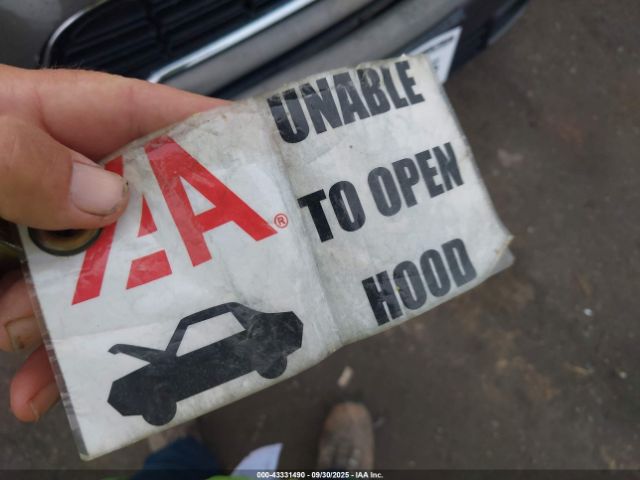 IAA®
UNABLE
TO OPEN
HOOD
000-43331490 - 09/30/2025 - IAA Inc.